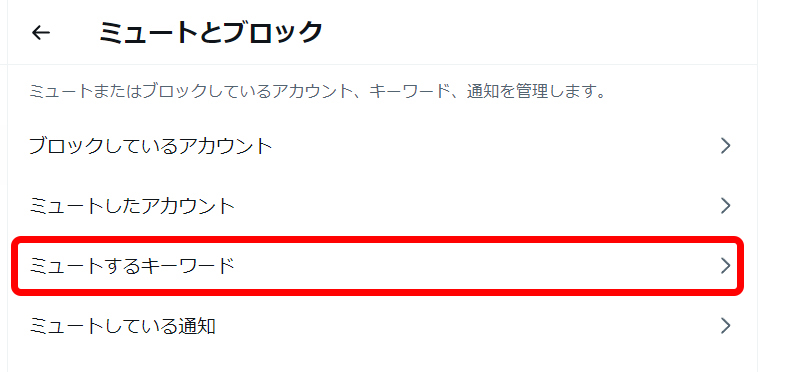 ミュートとブロック
ミュートまたはブロックしているアカウント、キーワード、通知を管理します。
ブロックしているアカウント
ミュートしたアカウント
ミュートするキーワード
ミュートしている通知